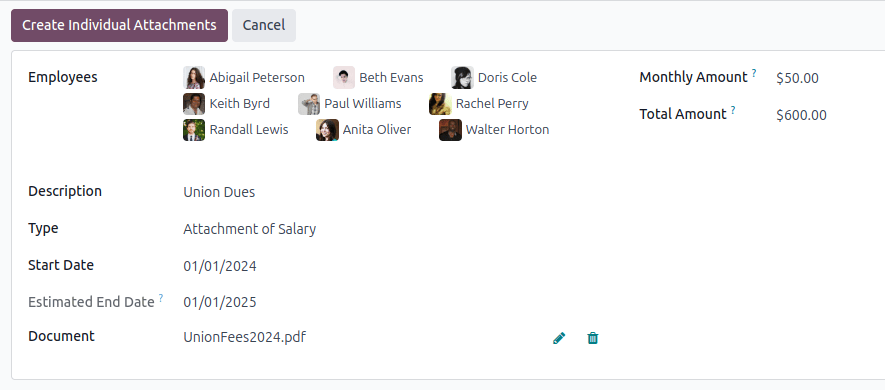 Create Individual Attachments Cancel
Employees Abigail Peterson Beth Evans Doris Cole Monthly Amount ? $50.00
Keith Byrd Paul Williams Rachel Perry Total Amount ? $600.00
Randall Lewis Anita Oliver Walter Horton
Description Union Dues
Type Attachment of Salary
Start Date 01/01/2024
Estimated End Date ? 01/01/2025
Document UnionFees2024.pdf